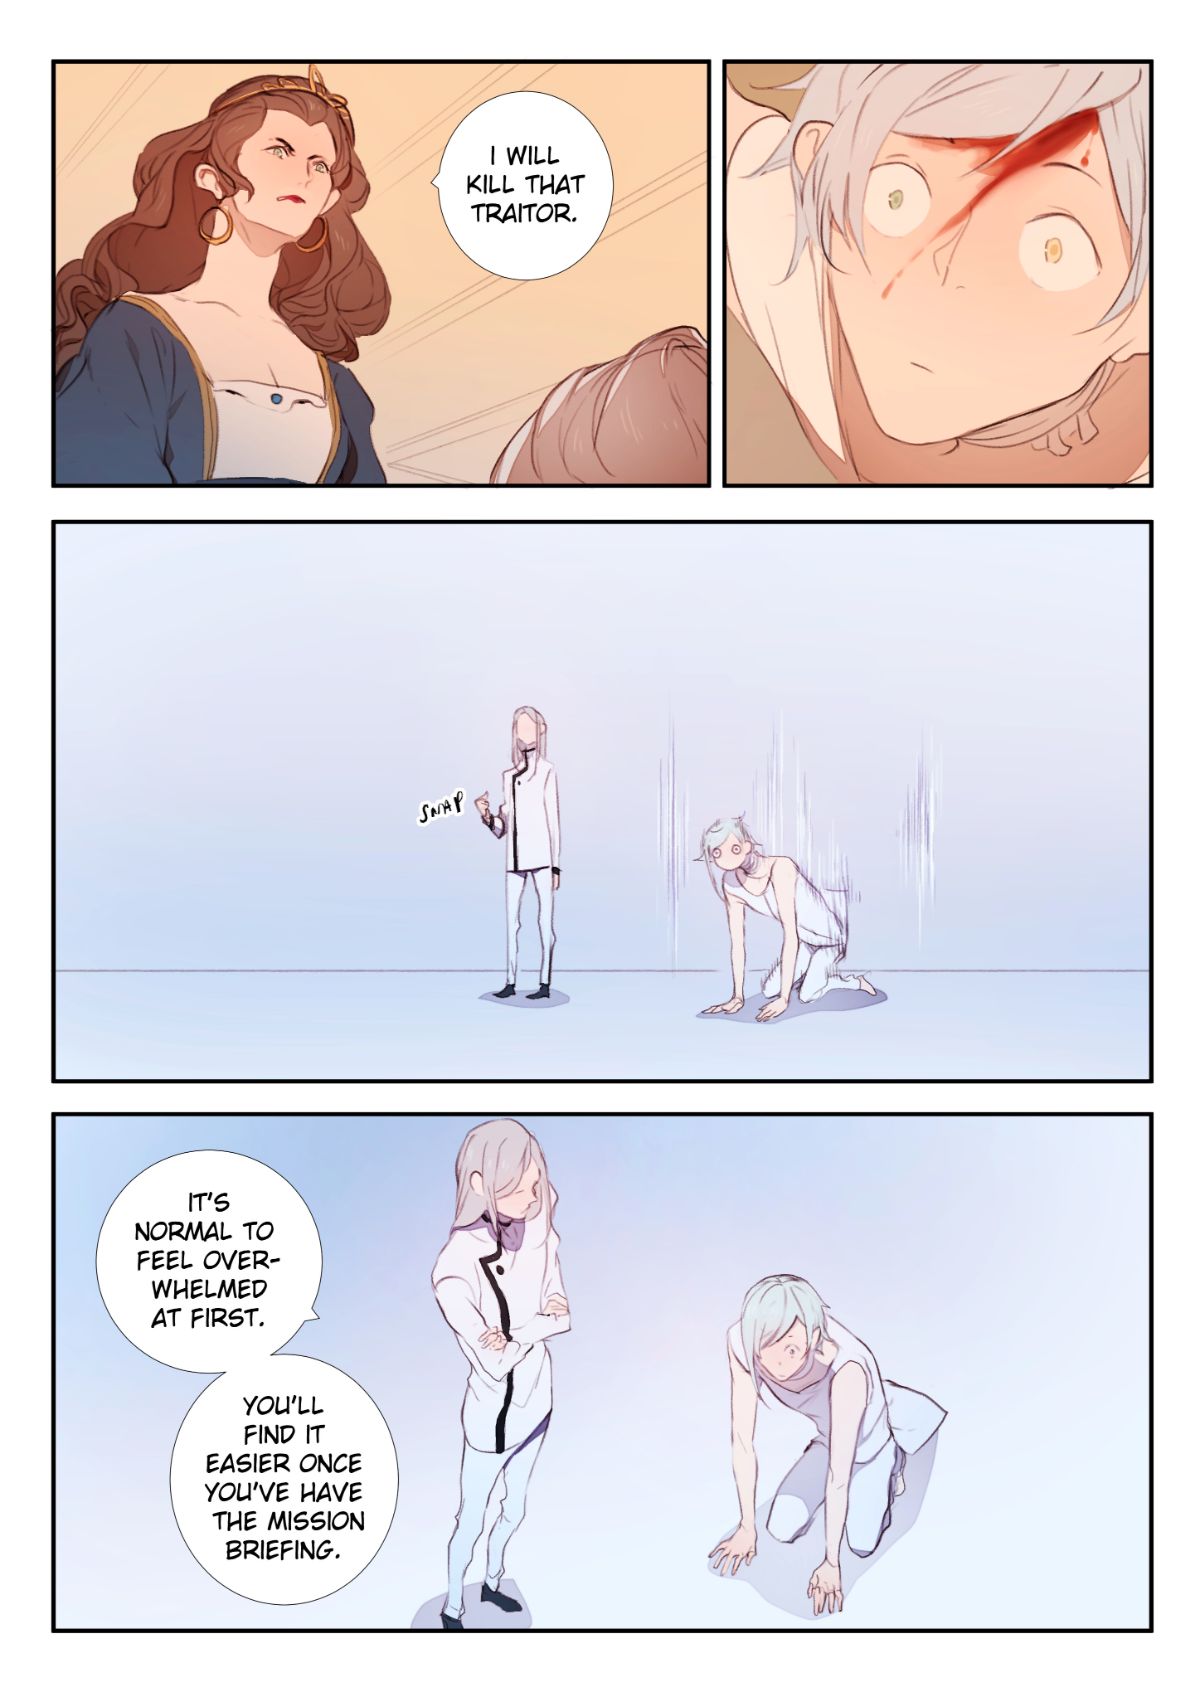 I WILL
KILL THAT
TRAITOR.
SNAP
IT'S
NORMAL TO
FEEL OVER-
WHELMED
AT FIRST.
YOU'LL
FIND IT
EASIER ONCE
YOU'VE HAVE
THE MISSION
BRIEFING.